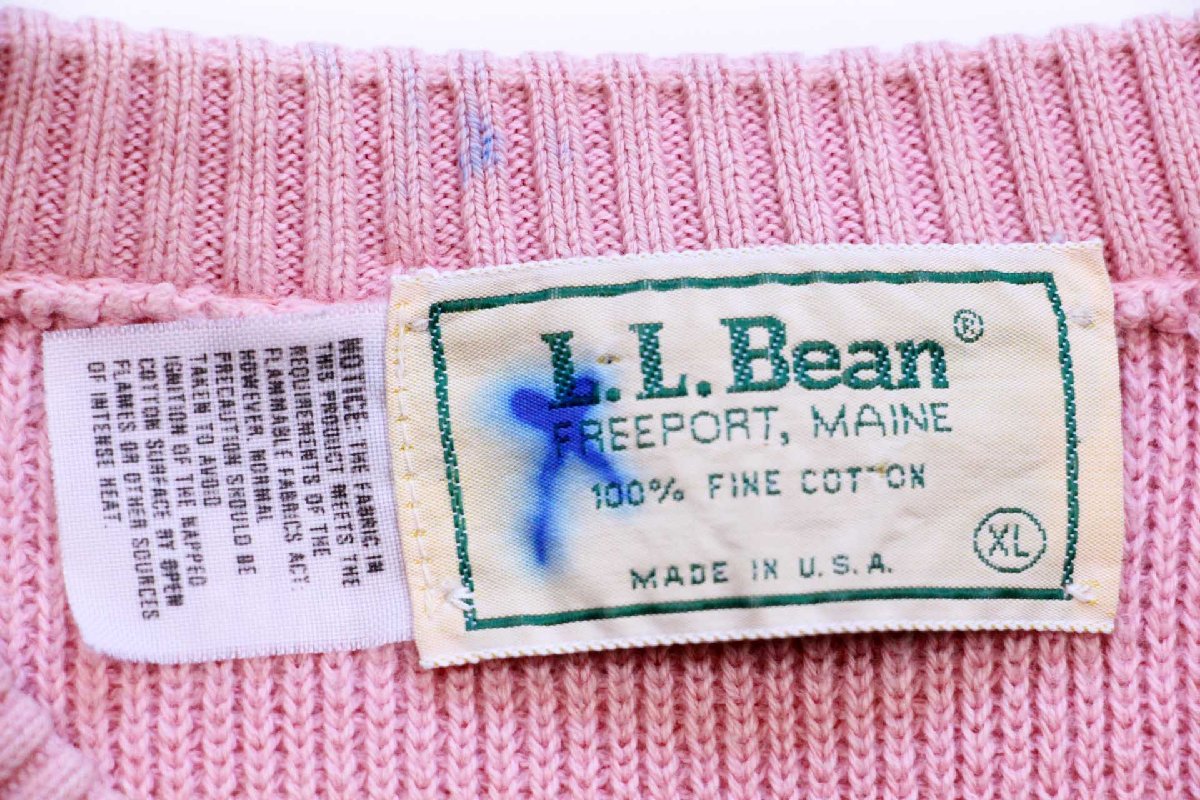 NOTICE: THE FABRIC IN
THIS PRODUCT MEETS THE
REQUIREMENTS OF THE
FLAMMABLE FABRICS ACT.
HOWEVER, NORMAL
PRECAUTION SHOULD BE
TAKEN TO AVOID
IGNITION OF THE NAPPED
COTTON SURFACE BY OPEN
FLAMES OR OTHER SOURCES
OF INTENSE HEAT.
L.L.Bean®
FREEPORT, MAINE
100% FINE COTTON
XL
MADE IN U.S.A.